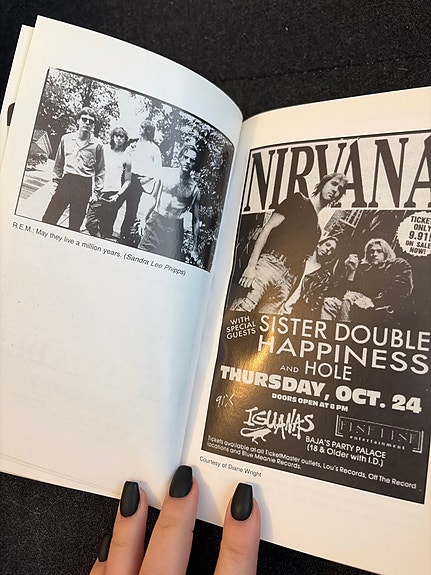 R.E.M.: May they live a million years. (Sandra Lee Phipps)
NIRVANA
TICKETS
ONLY
9.91!
ON SALE
NOW!
WITH
SPECIAL
GUESTS
SISTER DOUBLE
HAPPINESS
AND HOLE
THURSDAY, OCT. 24
DOORS OPEN AT 8 PM
91X
IGUANAS
BAJA'S PARTY PALACE
(18 & Older with I.D.)
FINELINE
entertainment
Tickets available at all TicketMaster outlets, Lou's Records, Off The Record
locations and Blue Meanie Records.
Courtesy of Diane Wright